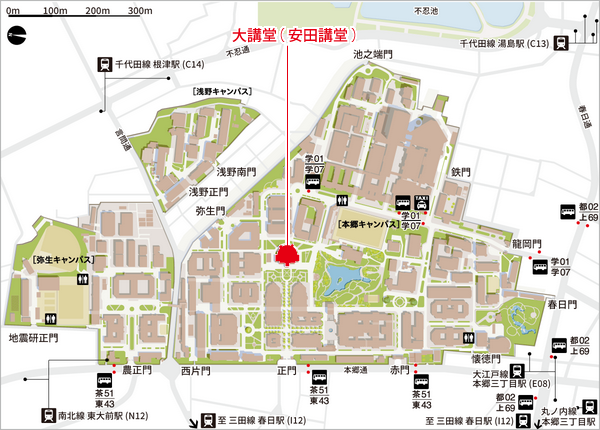 0m 100m 200m 300m
不忍池
大講堂(安田講堂)
千代田線 湯島駅(C13)
不忍通
池之端門
千代田線 根津駅(C14)
[浅野キャンパス]
春日通
言問通
学01
学07
浅野南門
鉄門
浅野正門
TAXI
弥生門
学01
学07
都02
上69
[本郷キャンパス]
龍岡門
[弥生キャンパス]
学01
学07
春日門
地震研正門
都02
上69
農正門
西片門
正門
本郷通
赤門
懐徳門
大江戸線
本郷三丁目駅(E08)
茶51
東43
茶51
東43
茶51
東43
都02
上69
丸ノ内線
本郷三丁目駅
南北線 東大前駅(N12)
至 三田線 春日駅(I12)
至 三田線 春日駅(I12)